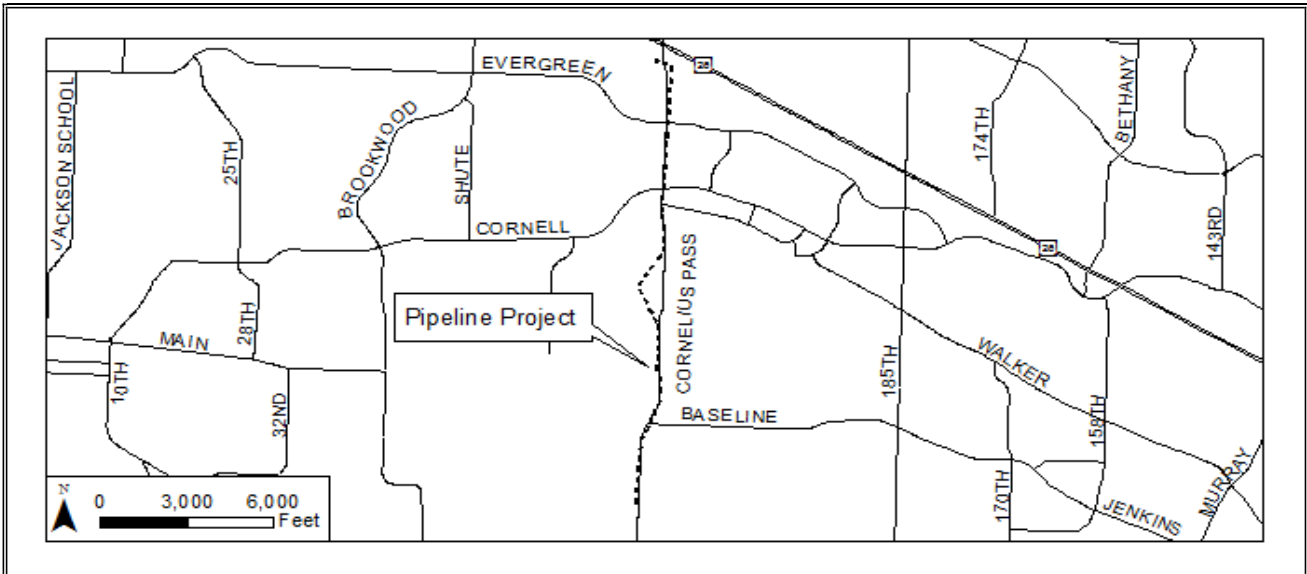 EVERGREEN
26
JACKSON SCHOOL
25TH
BROOKWOOD
SHUTE
174TH
BETHANY
CORNELL
143RD
26
CORNELIUS PASS
Pipeline Project
28TH
MAIN
10TH
32ND
185TH
WALKER
BASELINE
158TH
MURRAY
170TH
JENKINS
N
0 3,000 6,000
Feet